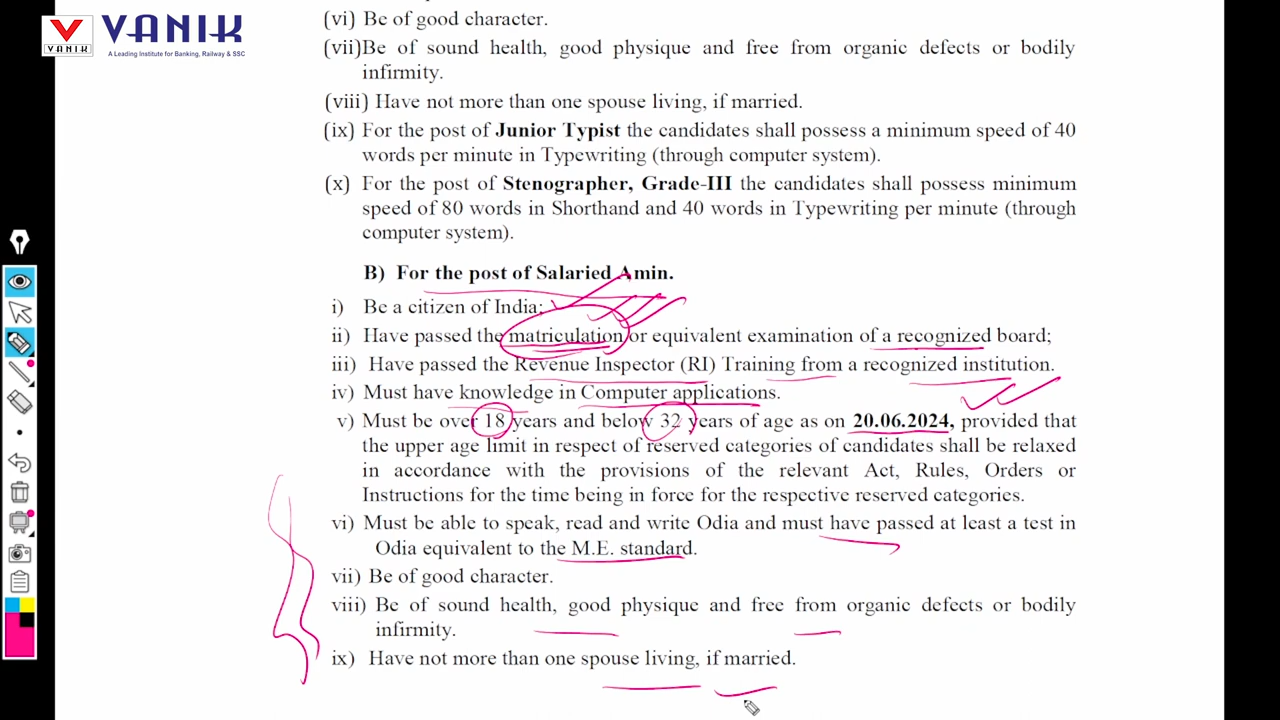 VANIK
VANIK
A Leading Institute for Banking, Railway & SSC
(vi) Be of good character.
(vii)Be of sound health, good physique and free from organic defects or bodily
infirmity.
(viii) Have not more than one spouse living, if married.
(ix) For the post of Junior Typist the candidates shall possess a minimum speed of 40
words per minute in Typewriting (through computer system).
(x) For the post of Stenographer, Grade-III the candidates shall possess minimum
speed of 80 words in Shorthand and 40 words in Typewriting per minute (through
computer system).
B) For the post of Salaried Amin.
i) Be a citizen of India;
ii) Have passed the matriculation or equivalent examination of a recognized board;
iii) Have passed the Revenue Inspector (RI) Training from a recognized institution.
iv) Must have knowledge in Computer applications.
v) Must be over 18 years and below 32 years of age as on 20.06.2024, provided that
the upper age limit in respect of reserved categories of candidates shall be relaxed
in accordance with the provisions of the relevant Act, Rules, Orders or
Instructions for the time being in force for the respective reserved categories.
vi) Must be able to speak, read and write Odia and must have passed at least a test in
Odia equivalent to the M.E. standard.
vii) Be of good character.
viii) Be of sound health, good physique and free from organic defects or bodily
infirmity.
ix) Have not more than one spouse living, if married.